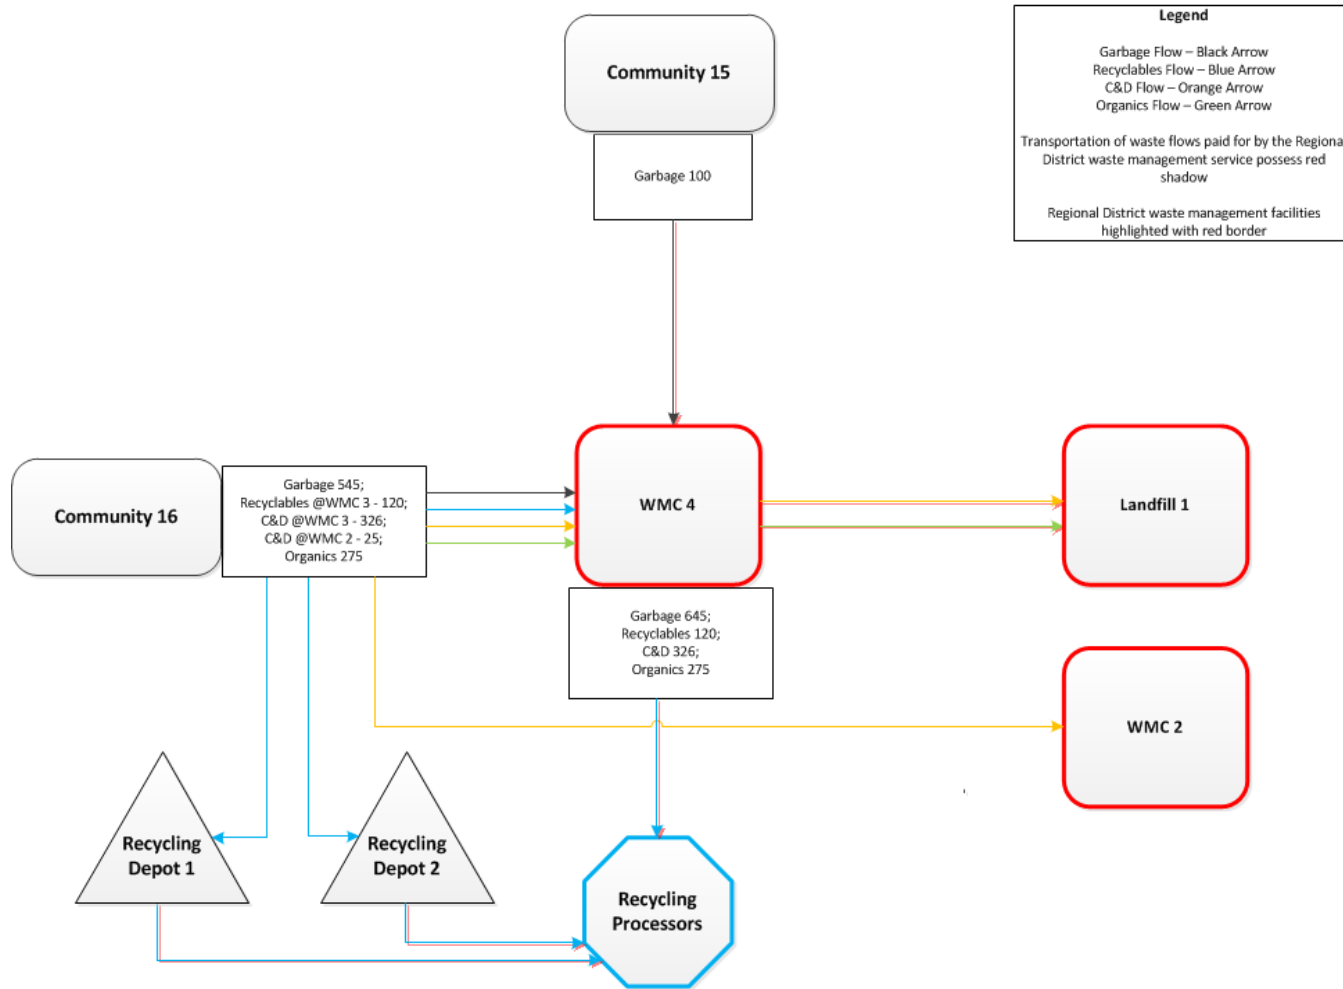 Community 15
Garbage 100
Legend
Garbage Flow – Black Arrow
Recyclables Flow – Blue Arrow
C&D Flow – Orange Arrow
Organics Flow – Green Arrow
Transportation of waste flows paid for by the Regiona
District waste management service possess red
shadow
Regional District waste management facilities
highlighted with red border
Community 16
Garbage 545;
Recyclables @WMC 3 - 120;
C&D @WMC 3 - 326;
C&D @WMC 2 - 25;
Organics 275
WMC 4
Landfill 1
Garbage 645;
Recyclables 120;
C&D 326;
Organics 275
WMC 2
Recycling
Depot 1
Recycling
Depot 2
Recycling
Processors